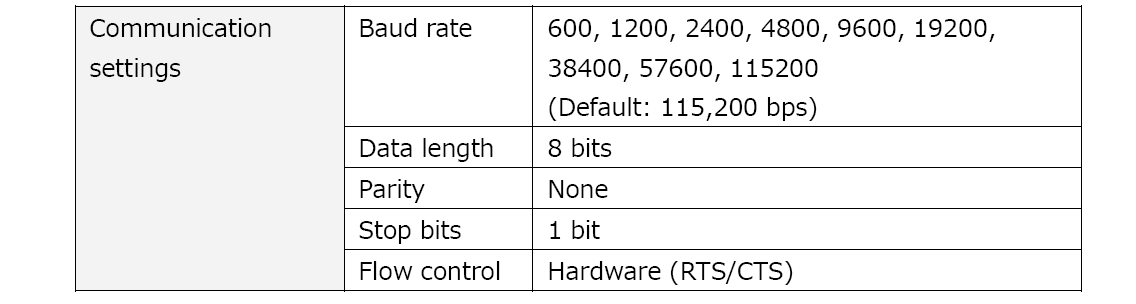 Communication
settings
Baud rate
600, 1200, 2400, 4800, 9600, 19200,
38400, 57600, 115200
(Default: 115,200 bps)
Data length
8 bits
Parity
None
Stop bits
1 bit
Flow control
Hardware (RTS/CTS)